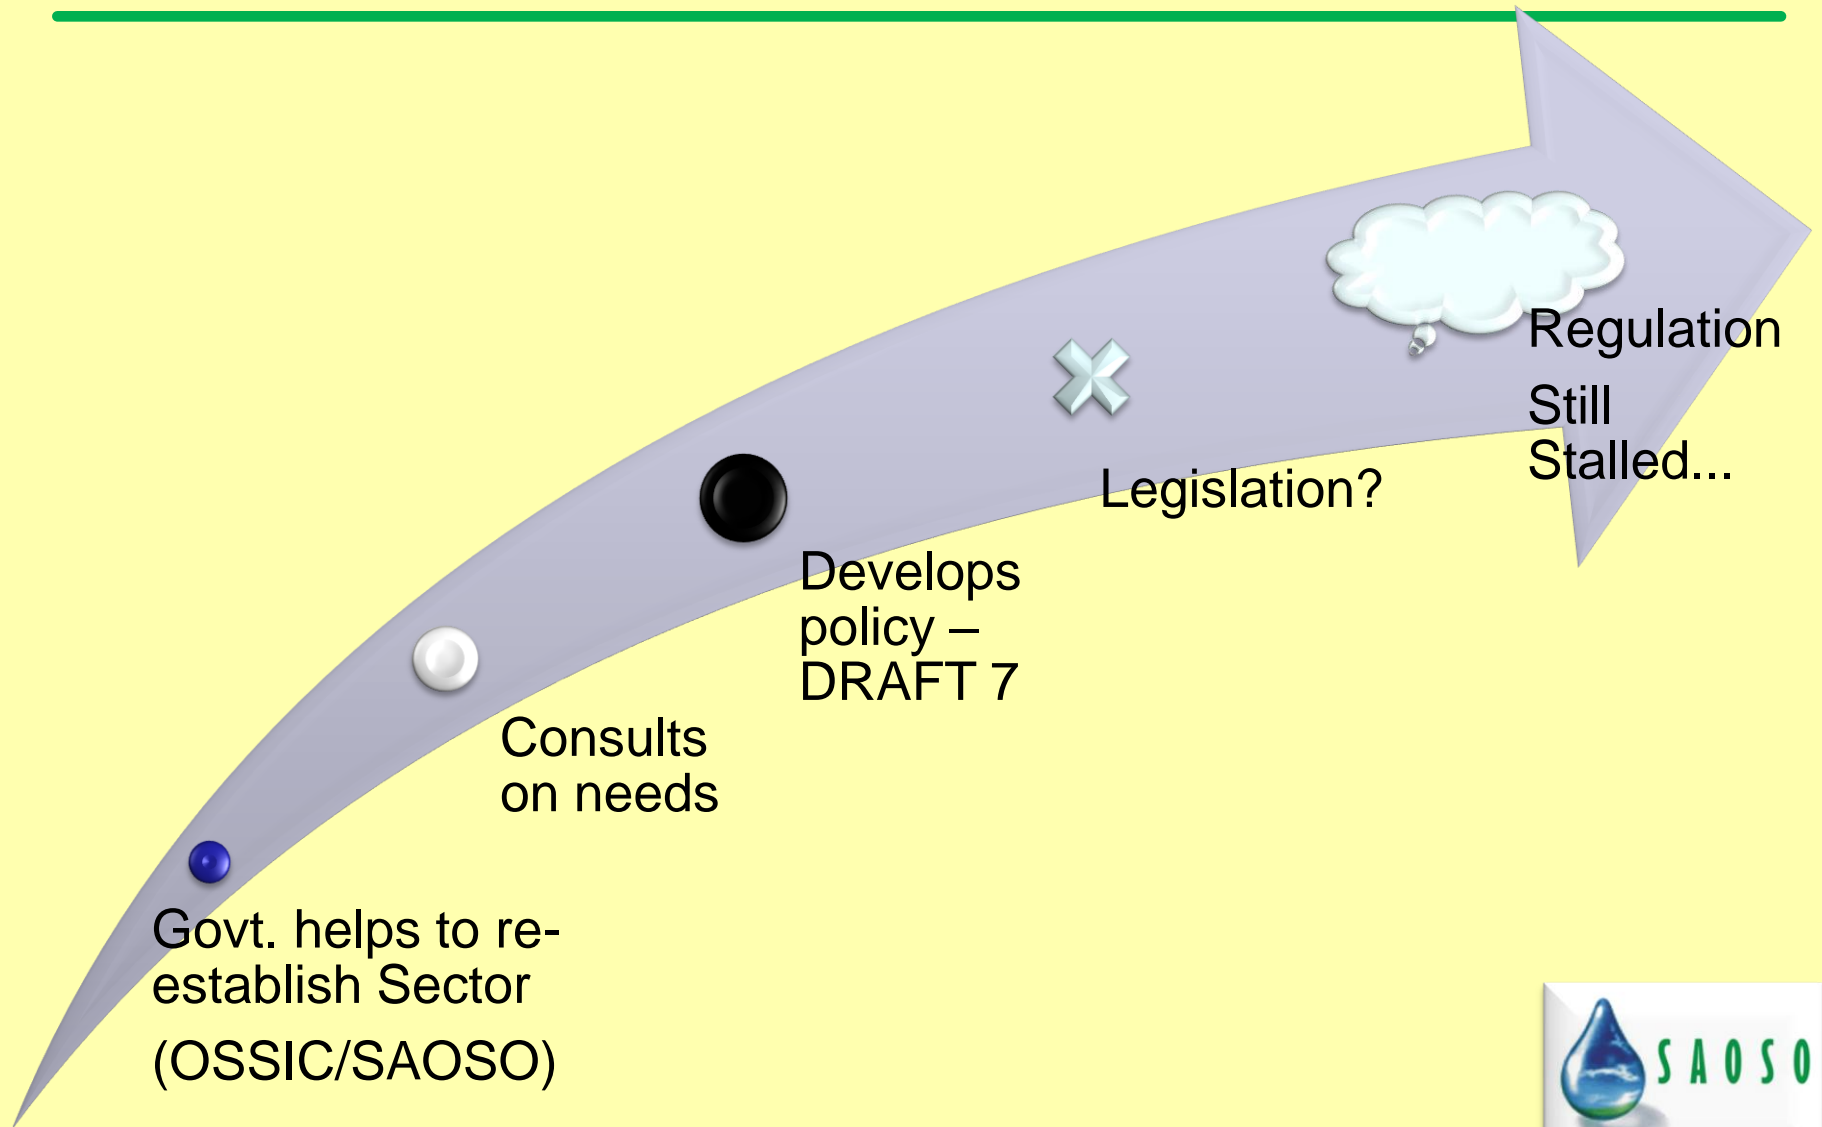 Govt. helps to re-
establish Sector
(OSSIC/SAOSO)
Consults
on needs
Develops
policy –
DRAFT 7
Legislation?
Regulation
Still
Stalled...
SAOSO